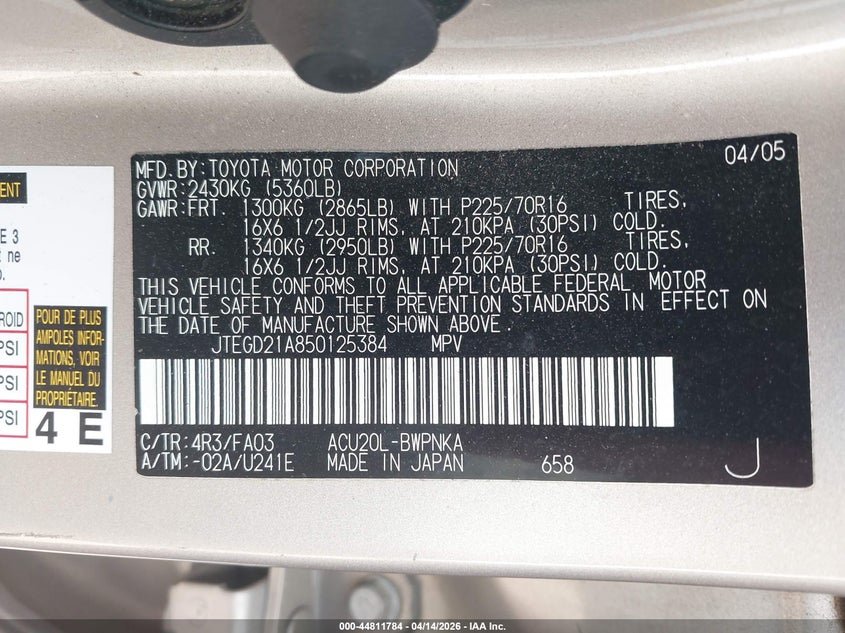 MFD.BY:TOYOTA MOTOR CORPORATION 04/05
GVWR:2430KG (5360LB)
GAWR:FRT. 1300KG (2865LB) WITH P225/70R16 TIRES,
16X6 1/2JJ RIMS, AT 210KPA (30PSI) COLD.
RR. 1340KG (2950LB) WITH P225/70R16 TIRES,
16X6 1/2JJ RIMS, AT 210KPA (30PSI) COLD.
THIS VEHICLE CONFORMS TO ALL APPLICABLE FEDERAL MOTOR
VEHICLE SAFETY AND THEFT PREVENTION STANDARDS IN EFFECT ON
THE DATE OF MANUFACTURE SHOWN ABOVE.
JTEGD21A850125384 MPV
C/TR:4R3/FA03 ACU20L-BWPNKA
A/TM:-02A/U241E MADE IN JAPAN 658 J
E 3
ne
POUR DE PLUS
AMPOLES INFOR-
MATIONS, VOIR
LE MANUEL DU
PROPRIÉTAIRE.
PSI
PSI
PSI
4 E
000-44811784 | 04/14/2026 | IAA Inc.